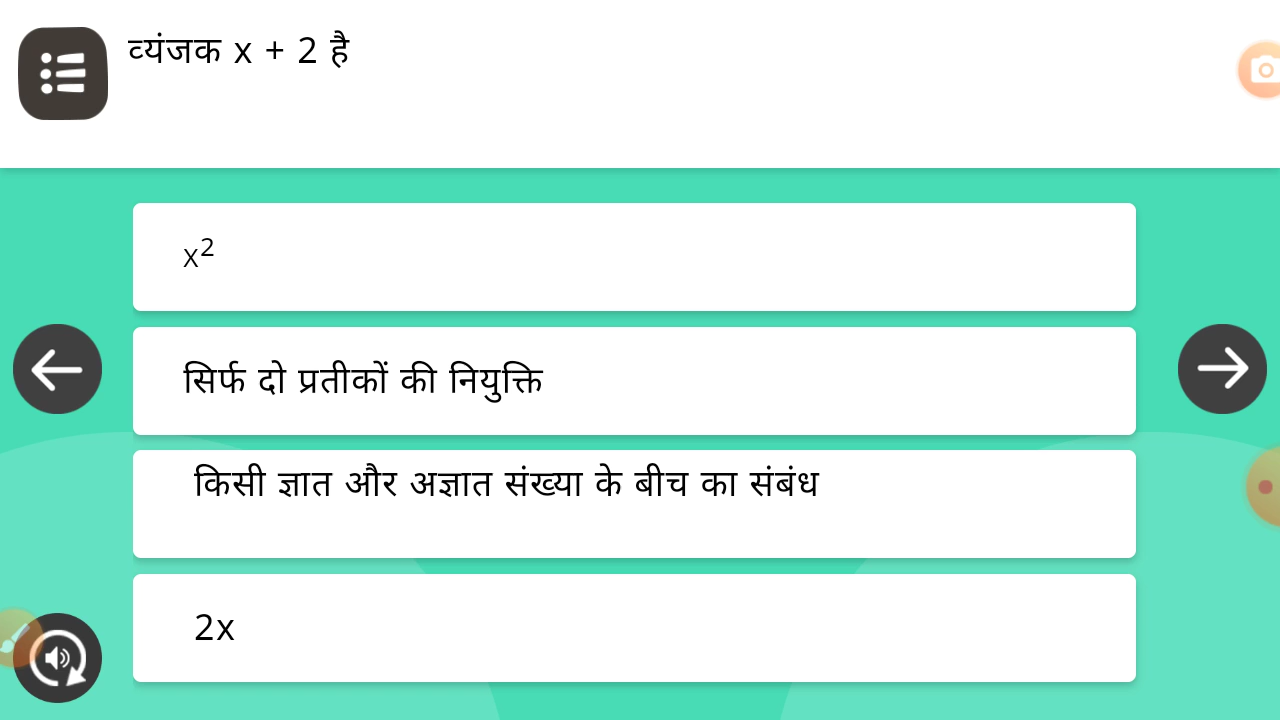 व्यंजक x + 2 है
x²
सिर्फ दो प्रतीकों की नियुक्ति
किसी ज्ञात और अज्ञात संख्या के बीच का संबंध
2x